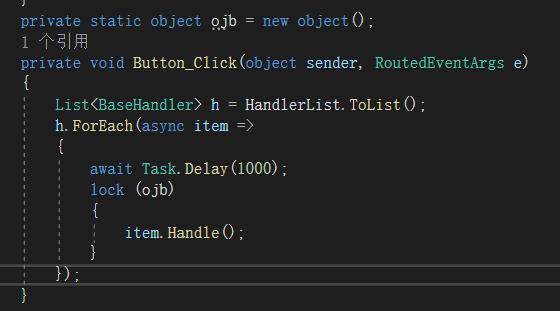 }
private static object ojb = new object();
1 个引用
private void Button_Click(object sender, RoutedEventArgs e)
{
List<BaseHandler> h = HandlerList.ToList();
h.ForEach(async item =>
{
await Task.Delay(1000);
lock (ojb)
{
item.Handle();
}
});
}